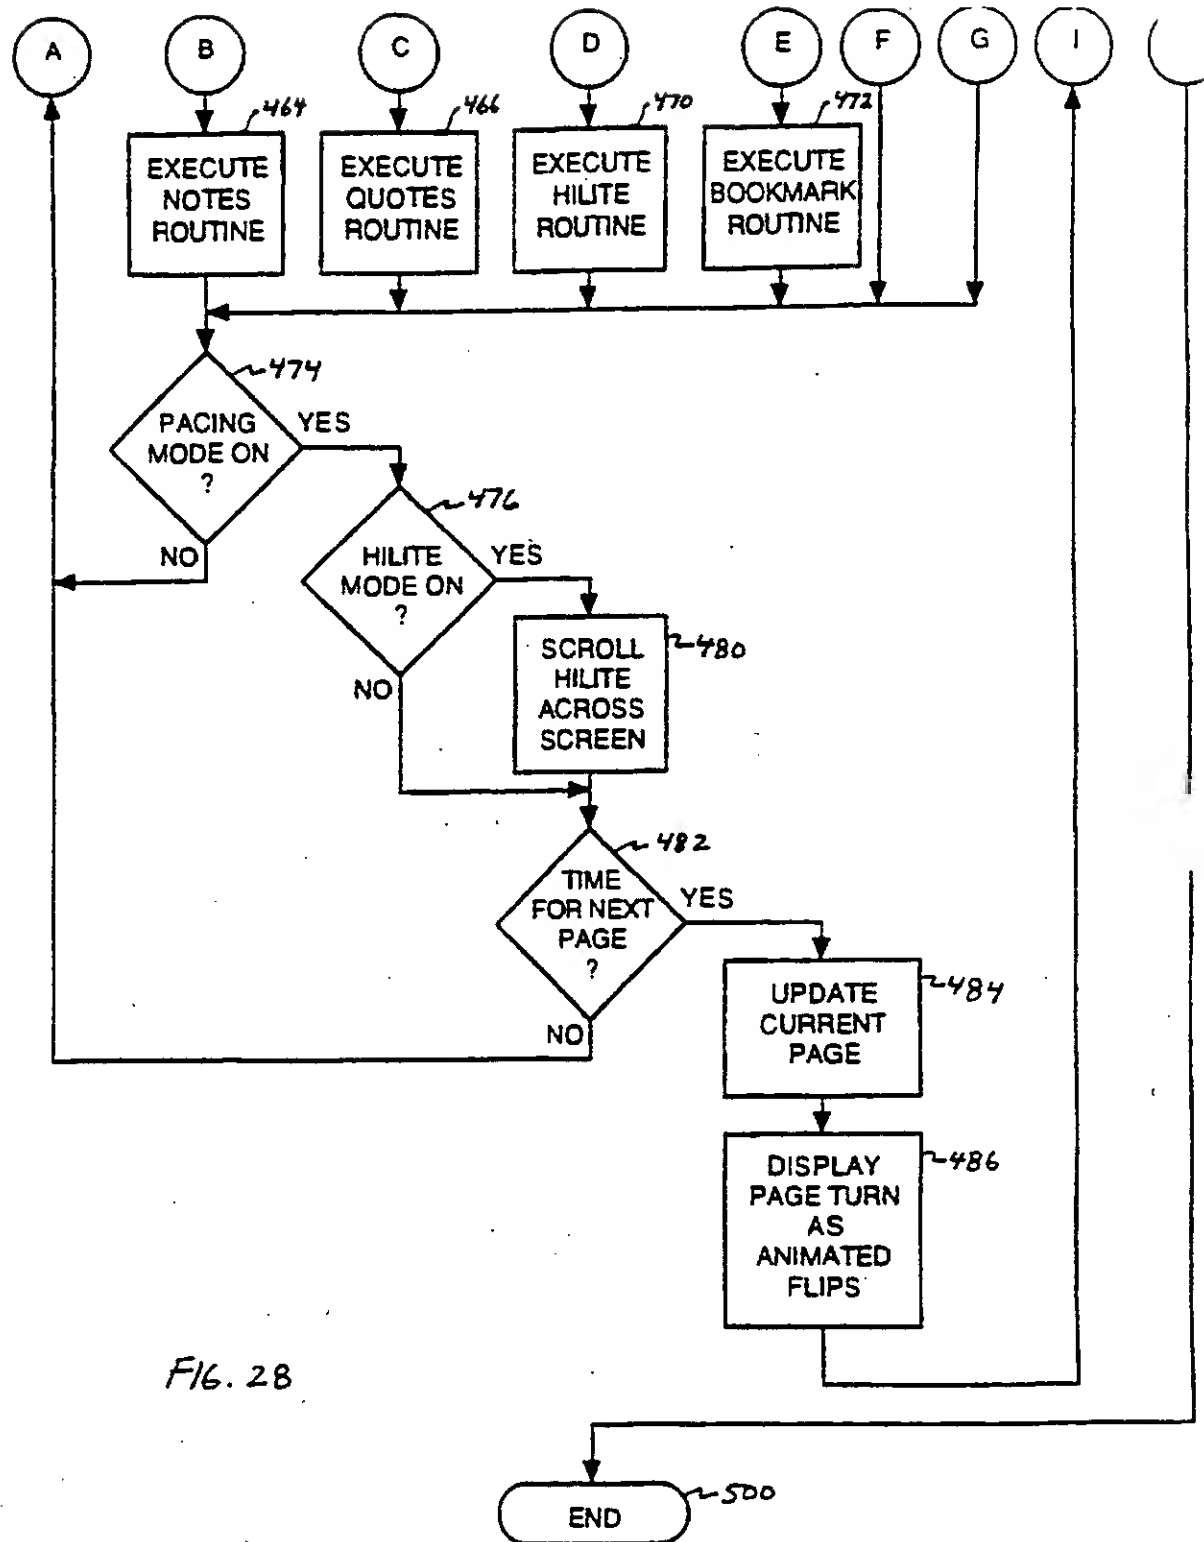 A
B
C
D
E
F
G
I
464
466
470
472
EXECUTE
NOTES
ROUTINE
EXECUTE
QUOTES
ROUTINE
EXECUTE
HILITE
ROUTINE
EXECUTE
BOOKMARK
ROUTINE
474
PACING
MODE ON
?
YES
NO
476
HILITE
MODE ON
?
YES
NO
480
SCROLL
HILITE
ACROSS
SCREEN
482
TIME
FOR NEXT
PAGE
?
YES
NO
484
UPDATE
CURRENT
PAGE
486
DISPLAY
PAGE TURN
AS
ANIMATED
FLIPS
FIG. 28
500
END